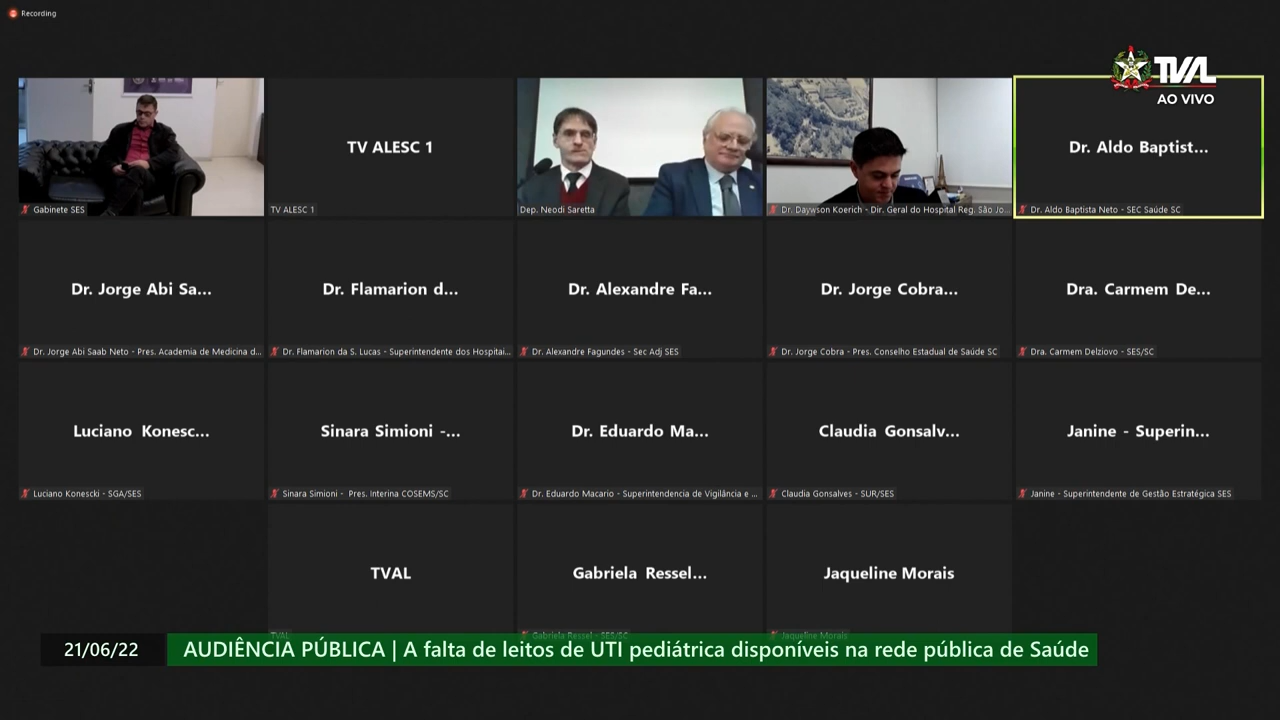 Recording
TVAL
AO VIVO
Gabinete SES
TV ALESC 1
TV ALESC 1
Dep. Neodi Saretta
Dr. Daywson Koerich - Dir. Geral do Hospital Reg. São Jo...
Dr. Aldo Baptist...
Dr. Aldo Baptista Neto - SEC Saúde SC
Dr. Jorge Abi Sa...
Dr. Jorge Abi Saab Neto - Pres. Academia de Medicina d...
Dr. Flamarion d...
Dr. Flamarion da S. Lucas - Superintendente dos Hospitai...
Dr. Alexandre Fa...
Dr. Alexandre Fagundes - Sec Adj SES
Dr. Jorge Cobra...
Dr. Jorge Cobra - Pres. Conselho Estadual de Saúde SC
Dra. Carmem De...
Dra. Carmem Delziovo - SES/SC
Luciano Konesc...
Luciano Konescki - SGA/SES
Sinara Simioni -...
Sinara Simioni - Pres. Interina COSEMS/SC
Dr. Eduardo Ma...
Dr. Eduardo Macario - Superintendencia de Vigilância e ...
Claudia Gonsalv...
Claudia Gonsalves - SUR/SES
Janine - Superin...
Janine - Superintendente de Gestão Estratégica SES
TVAL
TVAL
Gabriela Ressel...
Gabriela Ressel - SES/SC
Jaqueline Morais
Jaqueline Morais
21/06/22
AUDIÊNCIA PÚBLICA | A falta de leitos de UTI pediátrica disponíveis na rede pública de Saúde